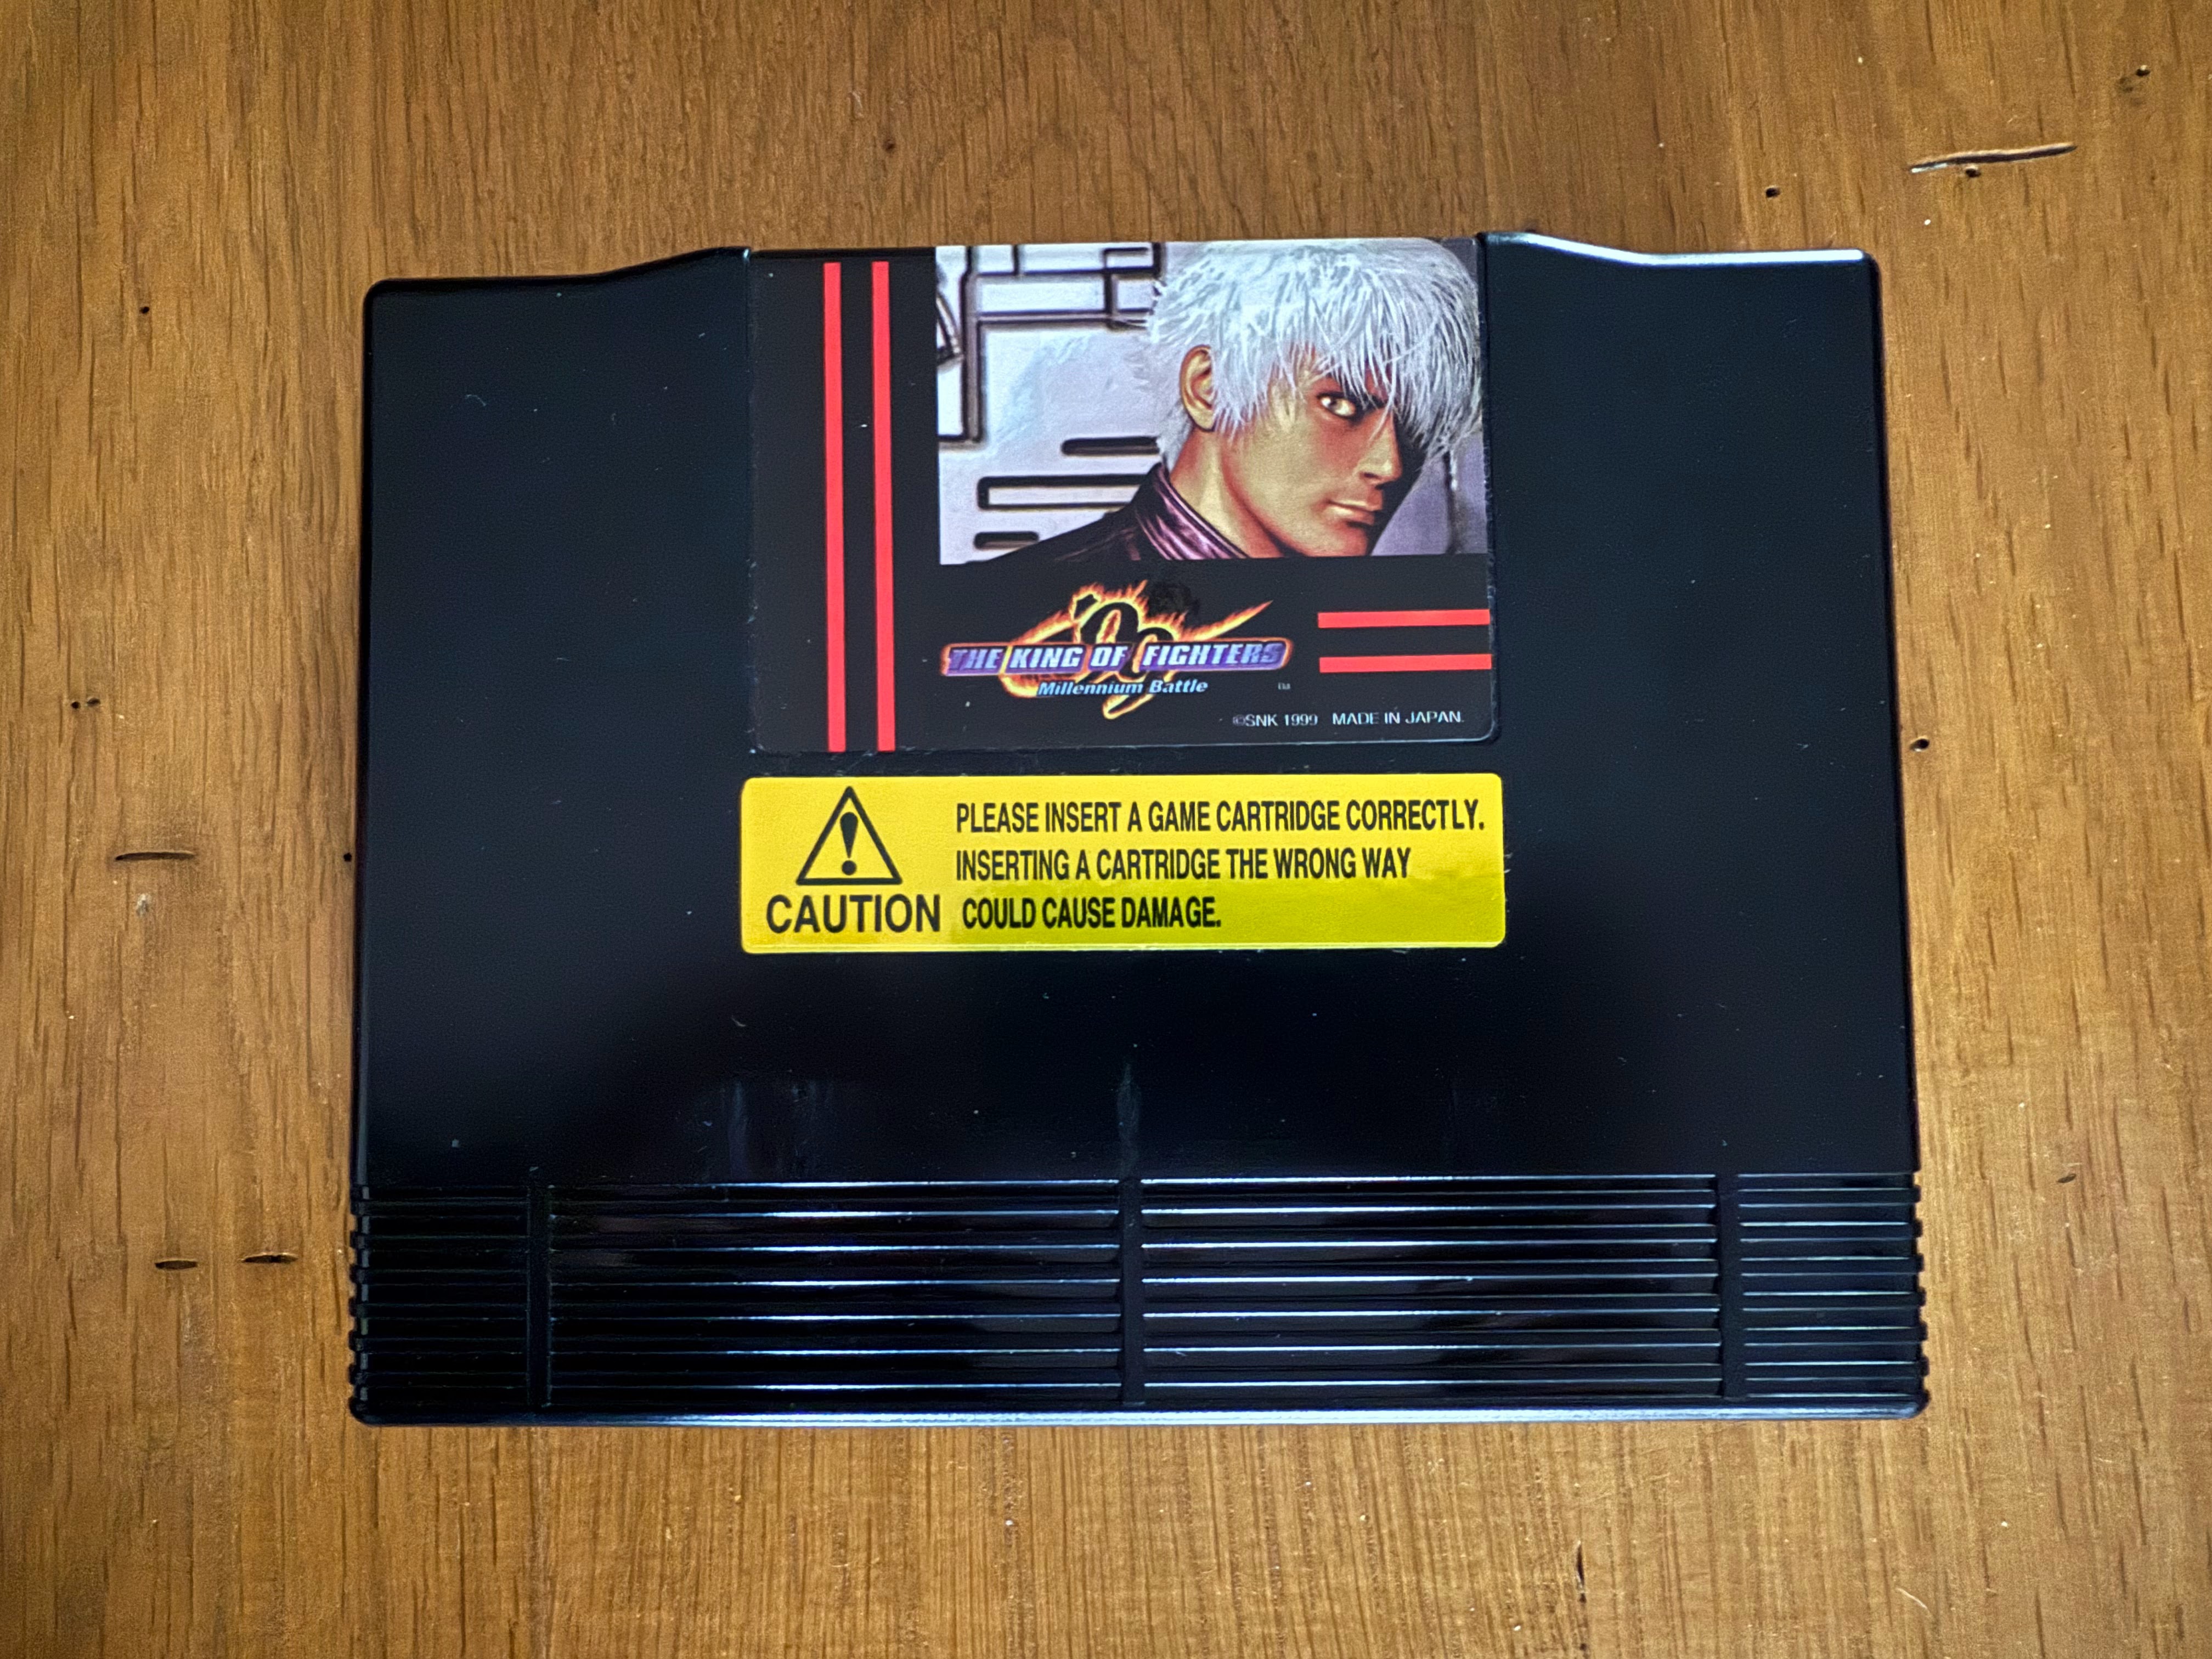 '99
THE KING OF FIGHTERS
Millennium Battle
©SNK 1999 MADE IN JAPAN.
PLEASE INSERT A GAME CARTRIDGE CORRECTLY.
INSERTING A CARTRIDGE THE WRONG WAY
CAUTION COULD CAUSE DAMAGE.